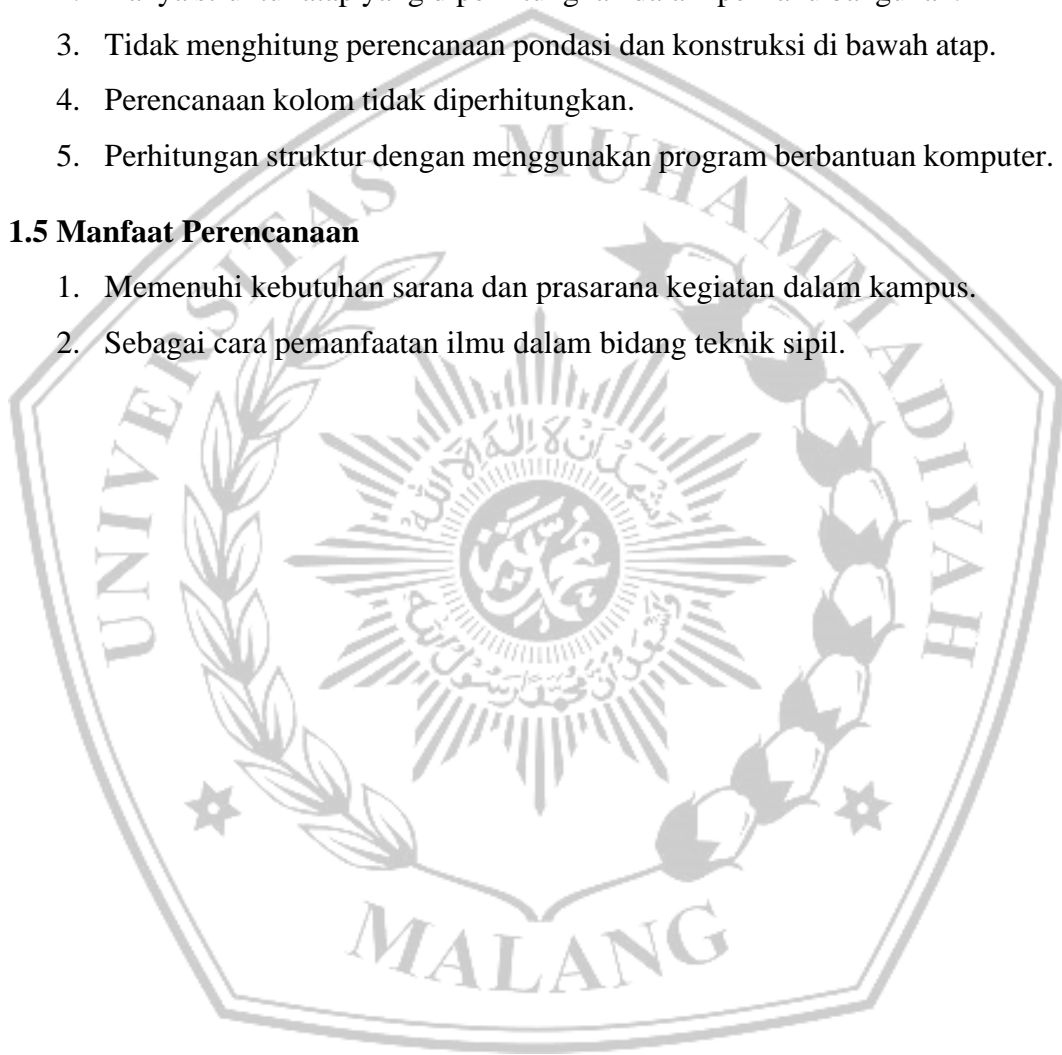 3. Tidak menghitung perencanaan pondasi dan konstruksi di bawah atap.
4. Perencanaan kolom tidak diperhitungkan.
5. Perhitungan struktur dengan menggunakan program berbantuan komputer.
1.5 Manfaat Perencanaan
1. Memenuhi kebutuhan sarana dan prasarana kegiatan dalam kampus.
2. Sebagai cara pemanfaatan ilmu dalam bidang teknik sipil.
UNIVERSITAS MUHAMMADIYAH
MALANG